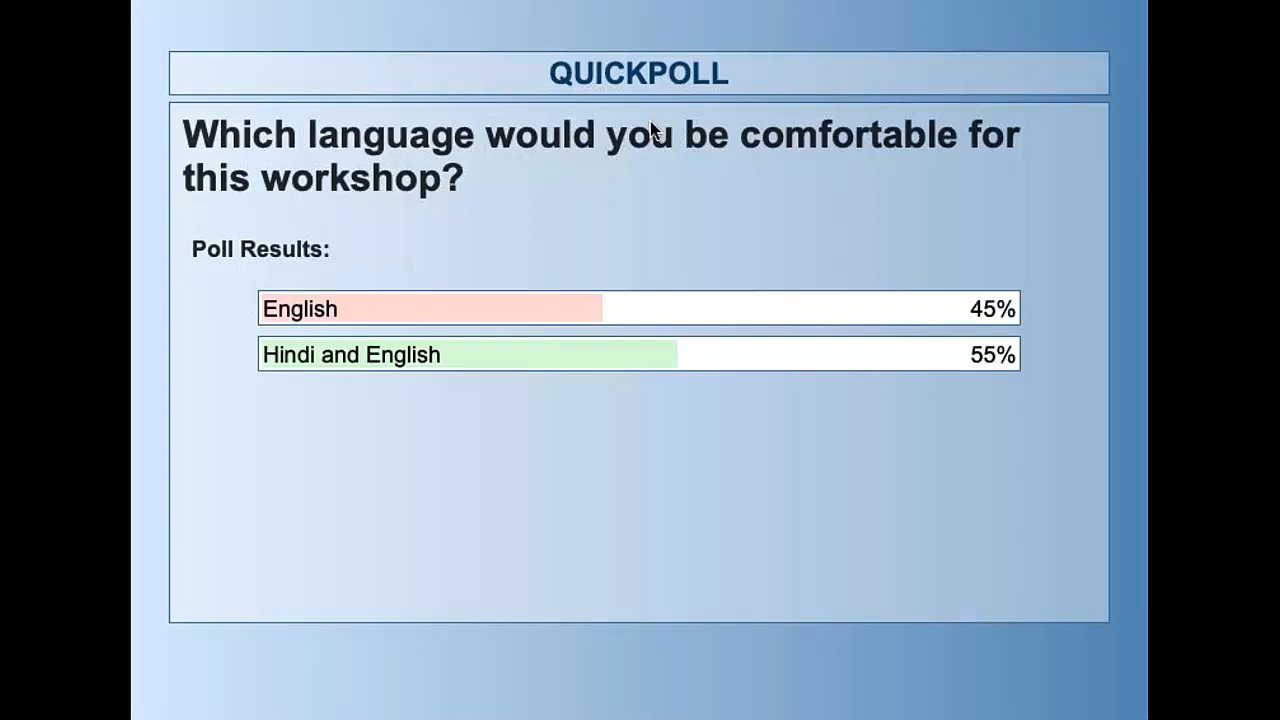 QUICKPOLL
Which language would you be comfortable for
this workshop?
Poll Results:
English 45%
Hindi and English 55%